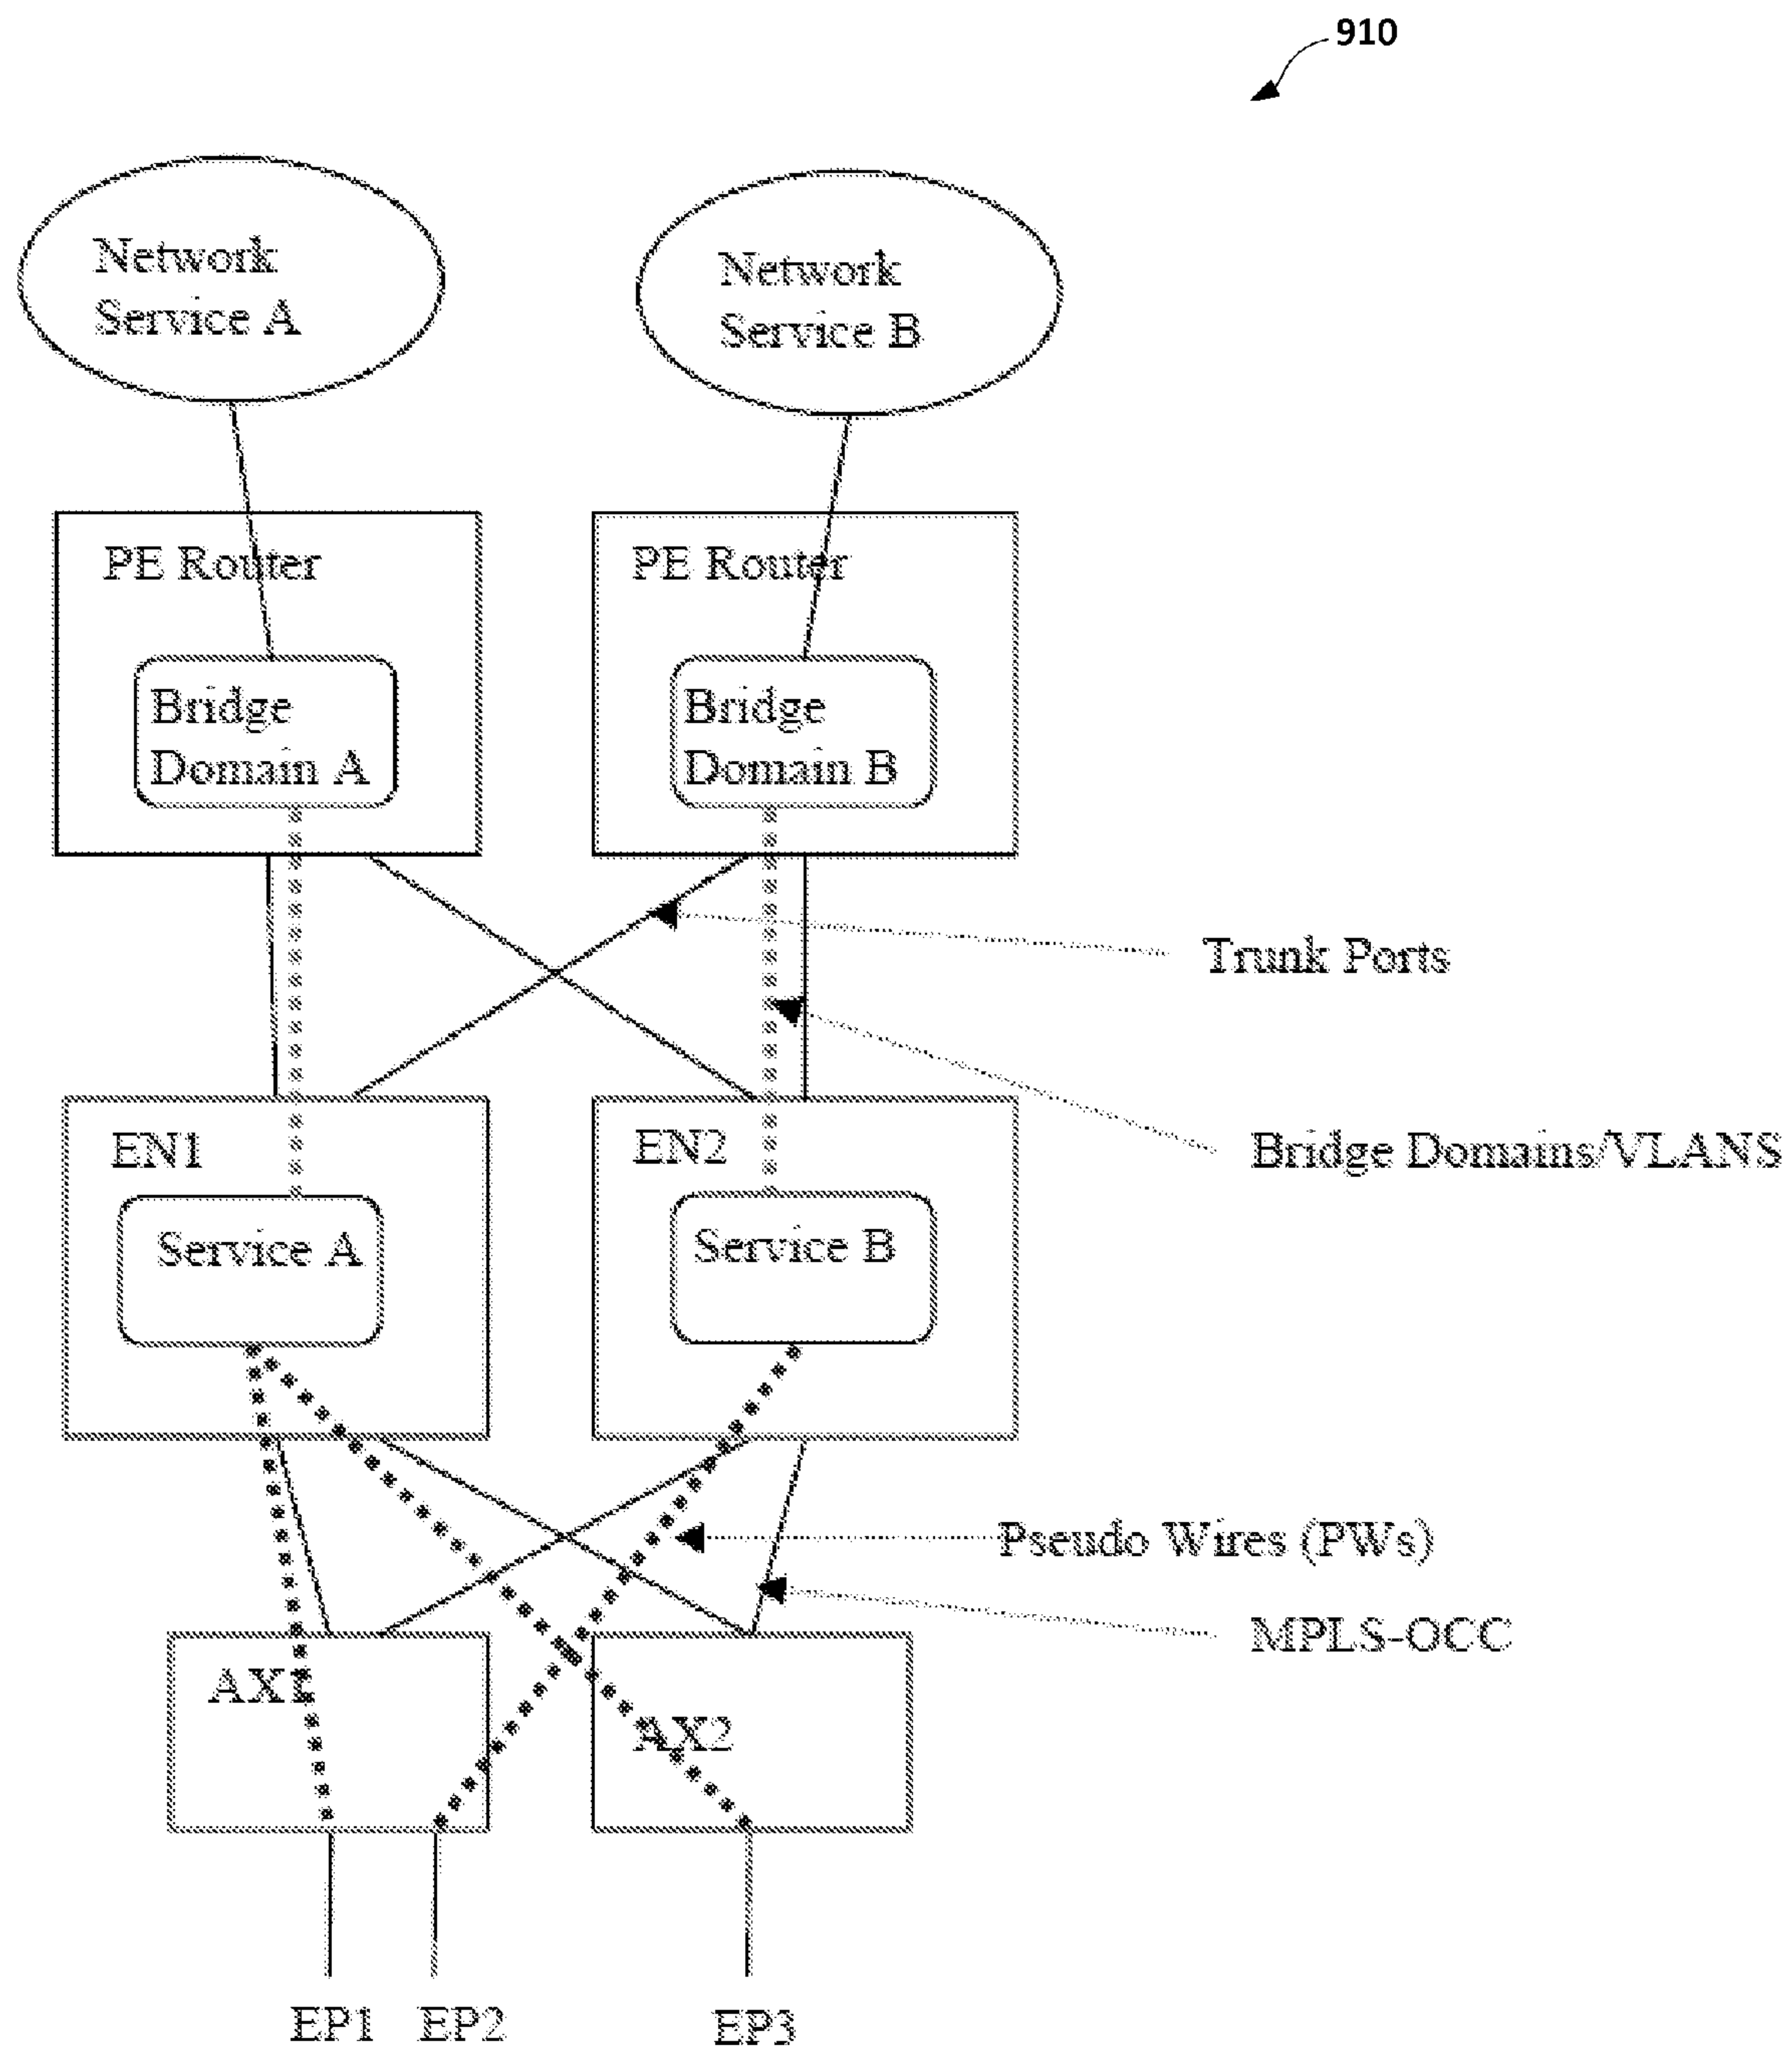 910
Network
Service A
Network
Service B
PE Router
PE Router
Bridge
Domain A
Bridge
Domain B
Trunk Ports
Bridge Domains/VLANS
EN1
EN2
Service A
Service B
Pseudo Wires (PWs)
MPLS-OCC
AX1
AX2
EP1
EP2
EP3